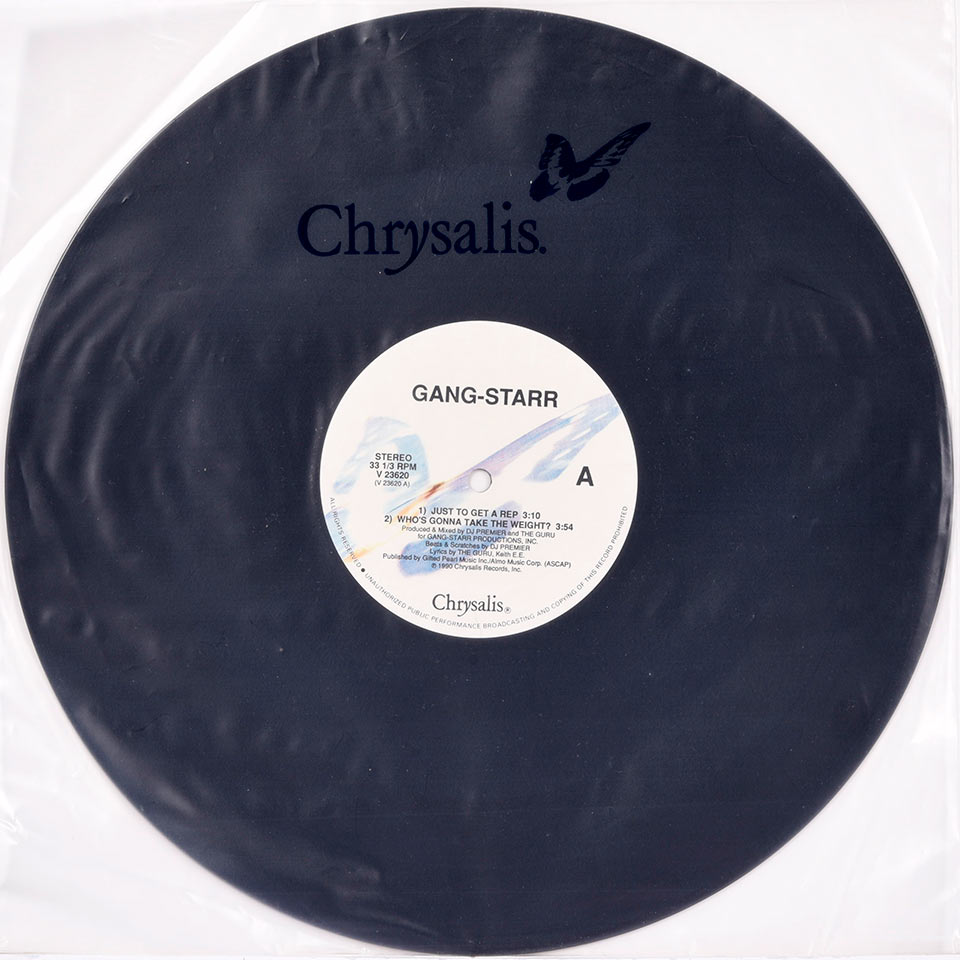 Chrysalis.
GANG-STARR
STEREO
33 1/3 RPM
V 23620
(V 23620 A)
A
1) JUST TO GET A REP 3:10
2) WHO'S GONNA TAKE THE WEIGHT? 3:54
Produced & Mixed by DJ PREMIER and THE GURU
for GANG-STARR PRODUCTIONS, INC.
Beats & Scratches by DJ PREMIER
Lyrics by THE GURU, Keith E.E.
Published by Gifted Pearl Music Inc./Almo Music Corp. (ASCAP)
℗ 1990 Chrysalis Records, Inc.
Chrysalis®
ALL RIGHTS RESERVED ● UNAUTHORIZED PUBLIC PERFORMANCE BROADCASTING AND COPYING OF THIS RECORD PROHIBITED